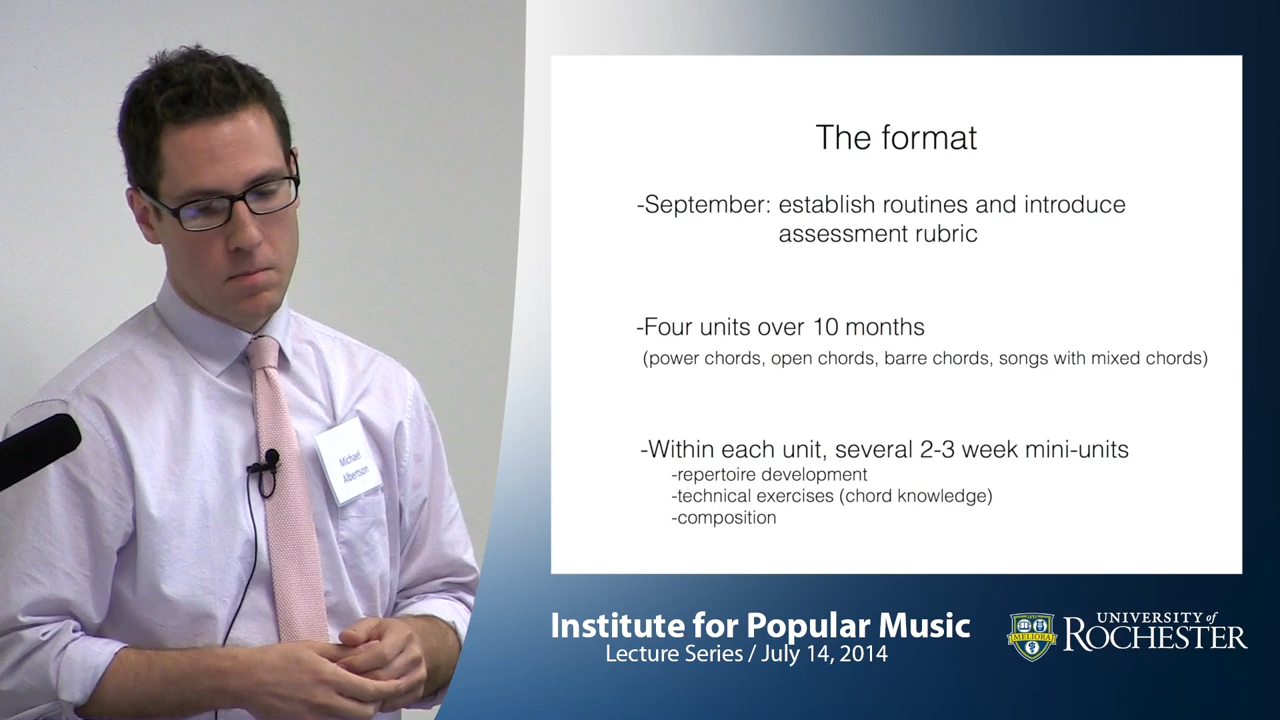 The format
-September: establish routines and introduce
assessment rubric
-Four units over 10 months
(power chords, open chords, barre chords, songs with mixed chords)
-Within each unit, several 2-3 week mini-units
-repertoire development
-technical exercises (chord knowledge)
-composition
Michael
Albertson
Institute for Popular Music
Lecture Series / July 14, 2014
MELIORA
UNIVERSITY of
ROCHESTER